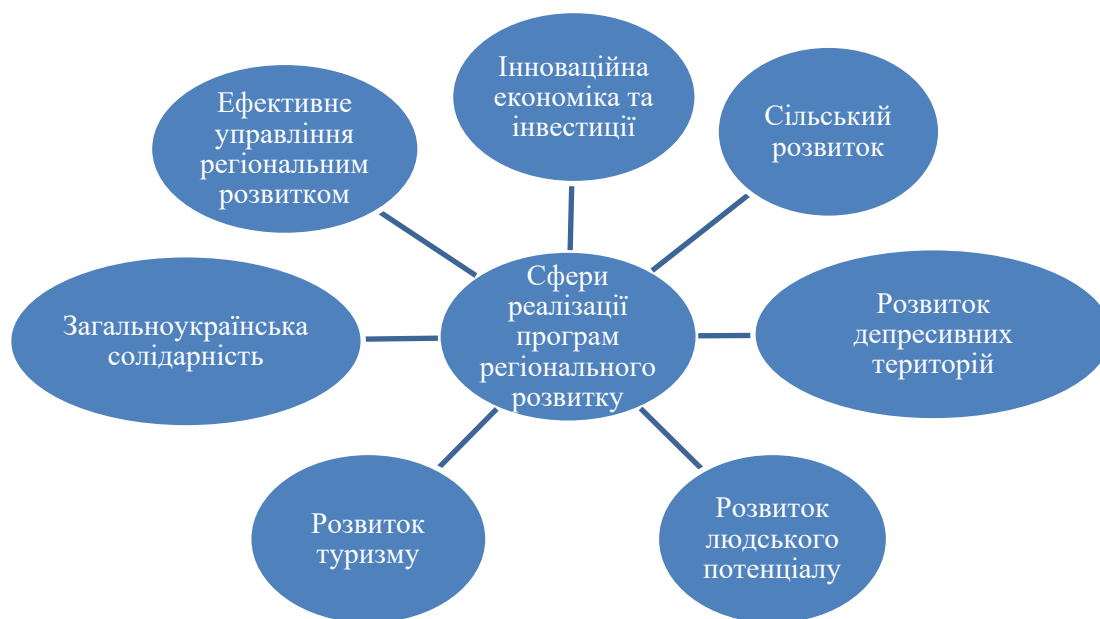 Інноваційна
економіка та
інвестиції
Ефективне
управління
регіональним
розвитком
Сільський
розвиток
Загальноукраїнська
солідарність
Сфери
реалізації
програм
регіонального
розвитку
Розвиток
депресивних
територій
Розвиток
туризму
Розвиток
людського
потенціалу